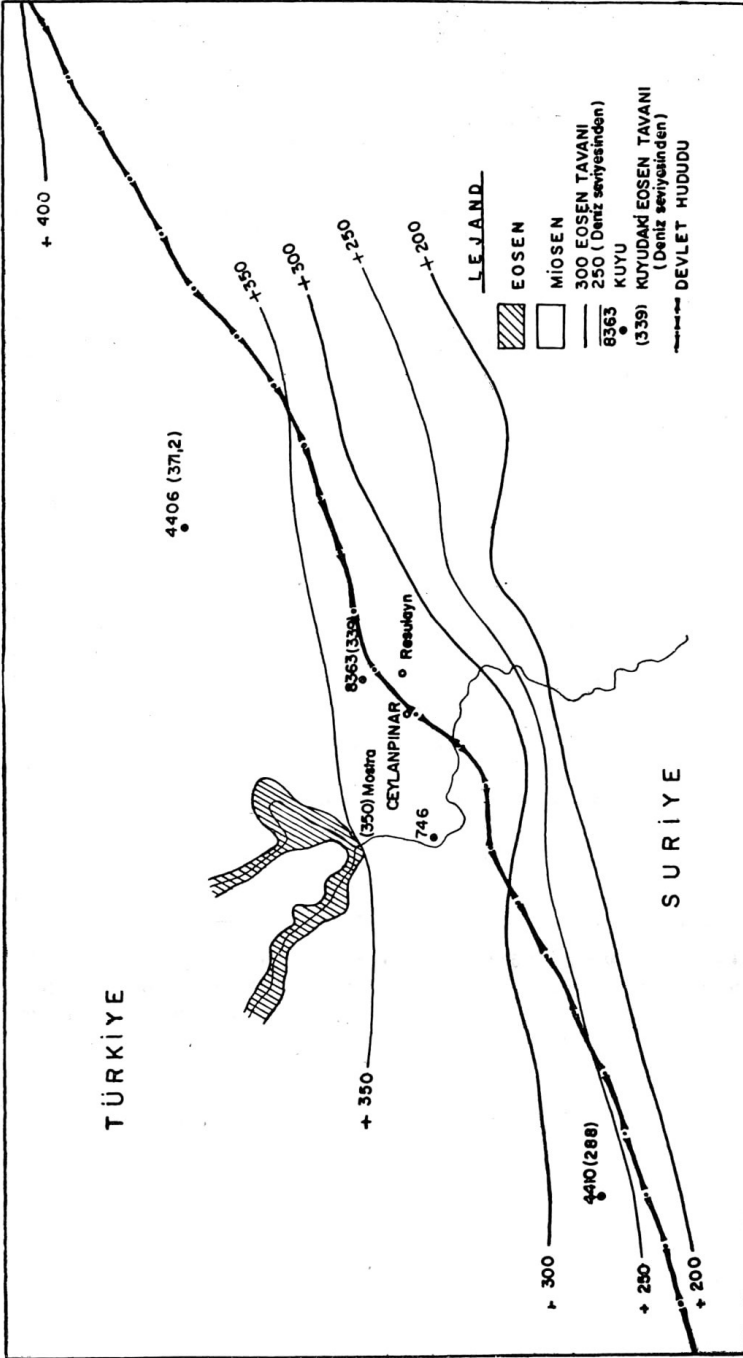 TÜRKİYE
+ 400
4406 (371,2)
+350
+300
+250
+200
8363 (339)
Resulayn
CEYLANPINAR
(350) Mostra
746
+ 350
4410 (288)
+ 300
+ 250
+ 200
SURİYE
LEJAND
EOSEN
MİOSEN
300 EOSEN TAVANI
250 ( Deniz seviyesinden)
8363 KUYU
(339) KUYUDAKİ EOSEN TAVANI
( Deniz seviyesinden)
DEVLET HUDUDU